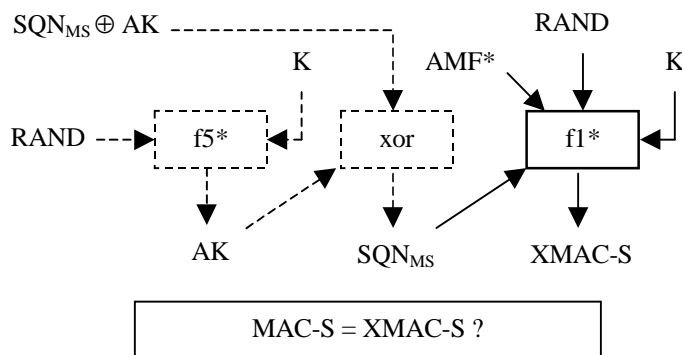 SQN_MS ⊕ AK
RAND
K
AMF*
K
RAND
f5*
xor
f1*
AK
SQN_MS
XMAC-S
MAC-S = XMAC-S ?